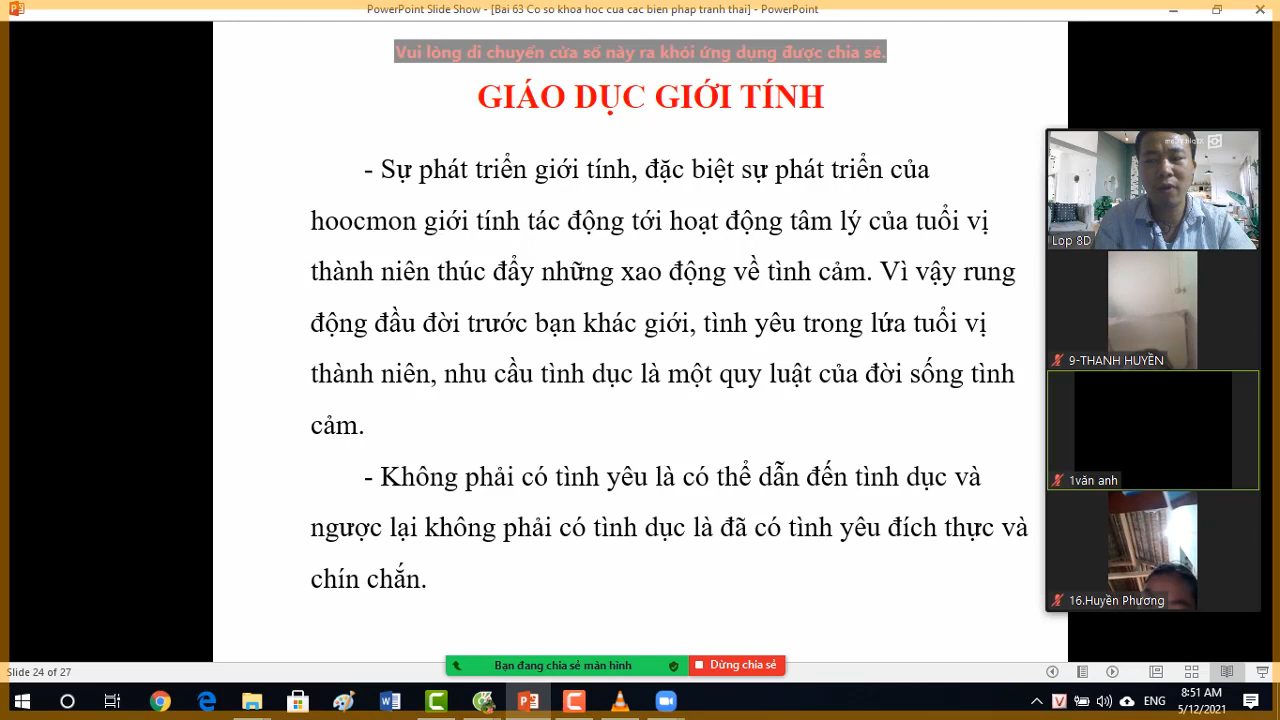 PowerPoint Slide Show - [Bai 63 Co so khoa hoc cua cac bien phap tranh thai] - PowerPoint
Vui lòng di chuyển cửa sổ này ra khỏi ứng dụng được chia sẻ.
GIÁO DỤC GIỚI TÍNH
- Sự phát triển giới tính, đặc biệt sự phát triển của
hoocmon giới tính tác động tới hoạt động tâm lý của tuổi vị
thành niên thúc đẩy những xao động về tình cảm. Vì vậy rung
động đầu đời trước bạn khác giới, tình yêu trong lứa tuổi vị
thành niên, nhu cầu tình dục là một quy luật của đời sống tình
cảm.
- Không phải có tình yêu là có thể dẫn đến tình dục và
ngược lại không phải có tình dục là đã có tình yêu đích thực và
chín chắn.
Lop 8D
9-THANH HUYỀN
1văn anh
16.Huyền Phương
Bạn đang chia sẻ màn hình
Dừng chia sẻ
Slide 24 of 27
ENG
8:51 AM
5/12/2021